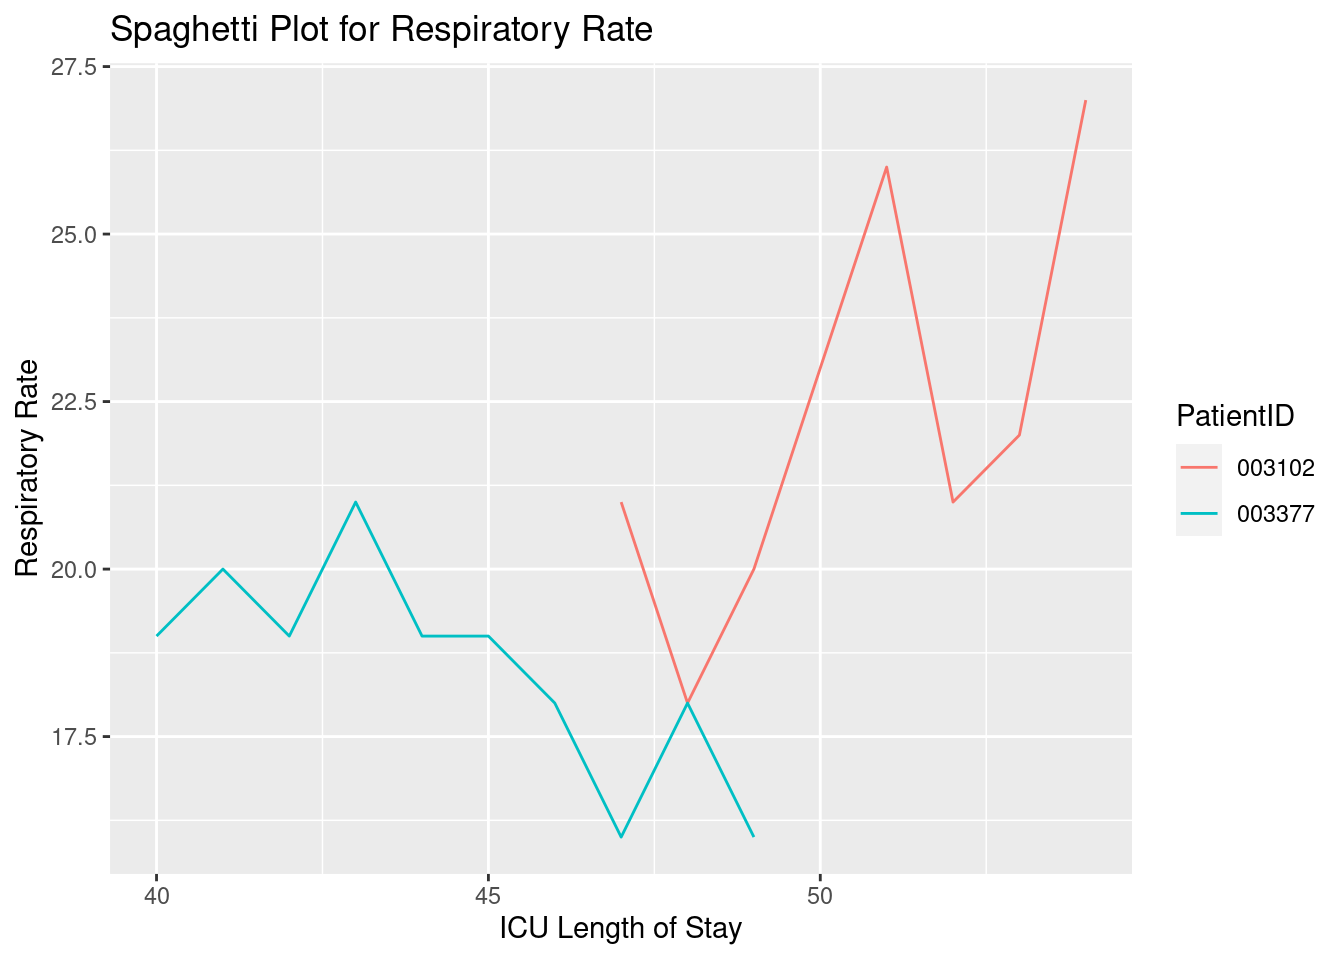 Spaghetti Plot for Respiratory Rate
27.5
25.0
22.5
20.0
17.5
Respiratory Rate
40 45 50
ICU Length of Stay
PatientID
003102
003377